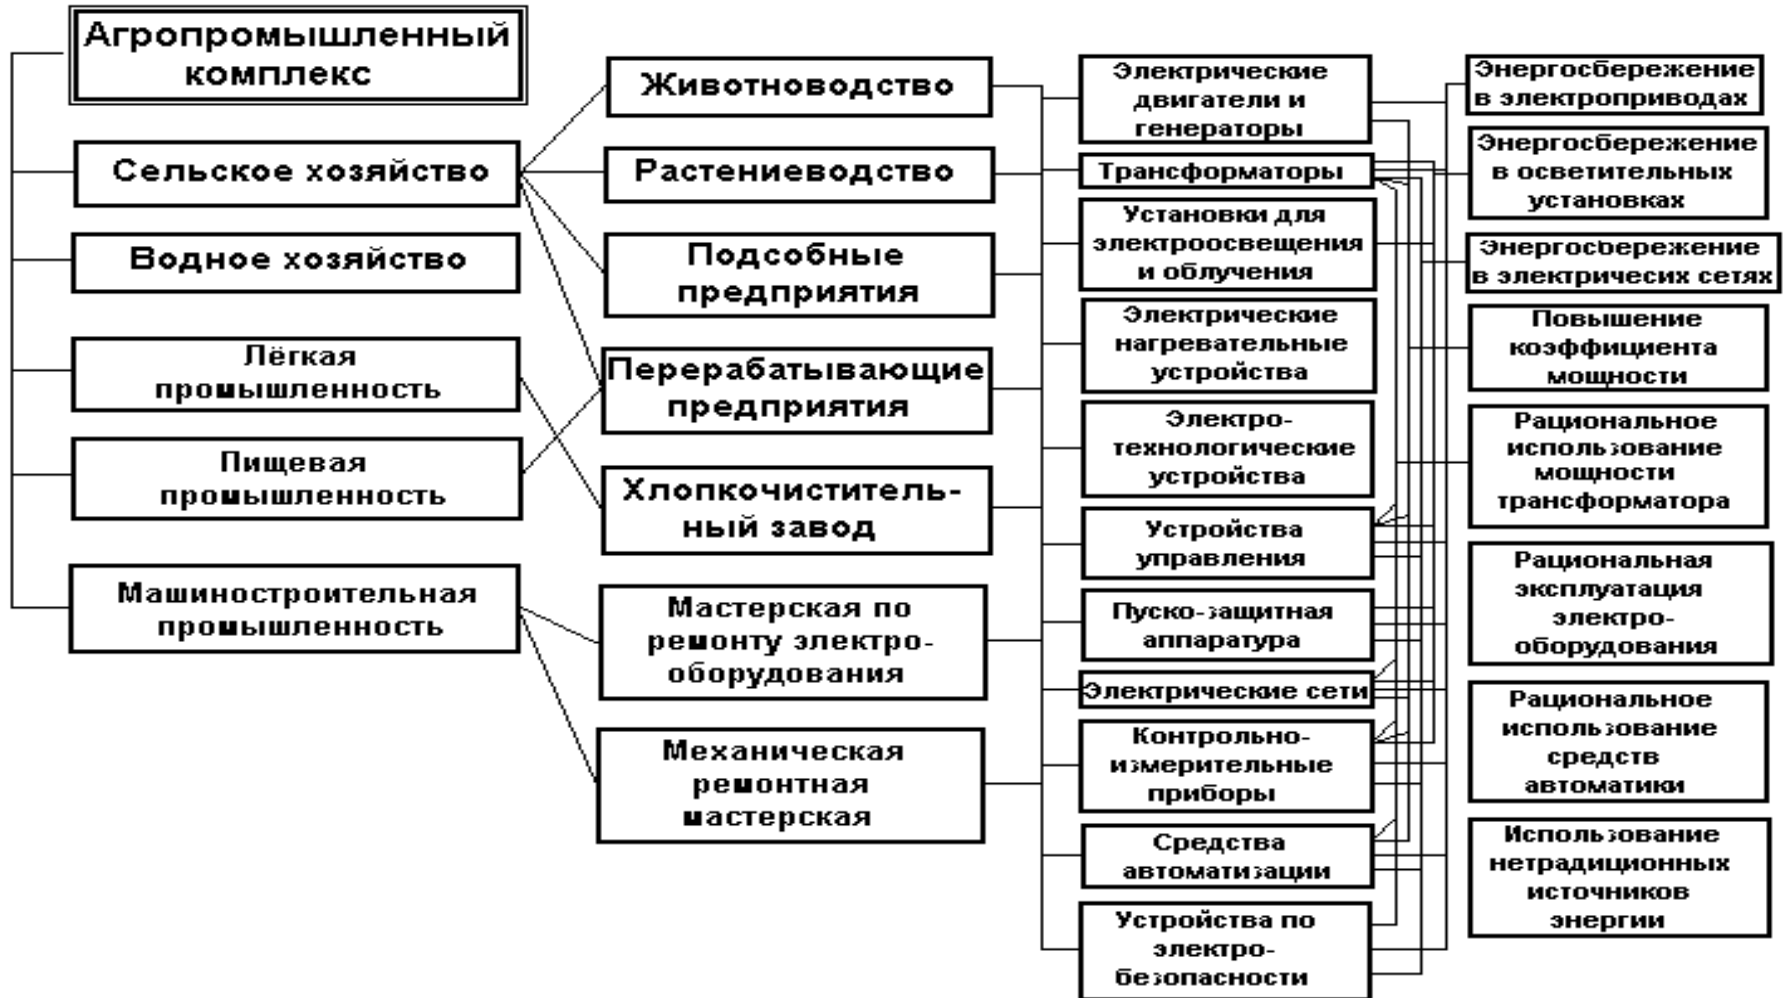 Агропромышленный
комплекс
Сельское хозяйство
Водное хозяйство
Лёгкая
промышленность
Пищевая
промышленность
Машиностроительная
промышленность
Животноводство
Растениеводство
Подсобные
предприятия
Перерабатывающие
предприятия
Хлопкочиститель-
ный завод
Мастерская по
ремонту электро-
оборудования
Механическая
ремонтная
мастерская
Электрические
двигатели и
генераторы
Трансформаторы
Установки для
электроосвещения
и облучения
Электрические
нагревательные
устройства
Электро-
технологические
устройства
Устройства
управления
Пуско-защитная
аппаратура
Электрические сети
Контрольно-
измерительные
приборы
Средства
автоматизации
Устройства по
электро-
безопасности
Энергосбережение
в электроприводах
Энергосбережение
в осветительных
установках
Энергосбережение
в электричесих сетях
Повышение
коэффициента
мощности
Рациональное
использование
мощности
трансформатора
Рациональная
эксплуатация
электро-
оборудования
Рациональное
использование
средств
автоматики
Использование
нетрадиционных
источников
энергии